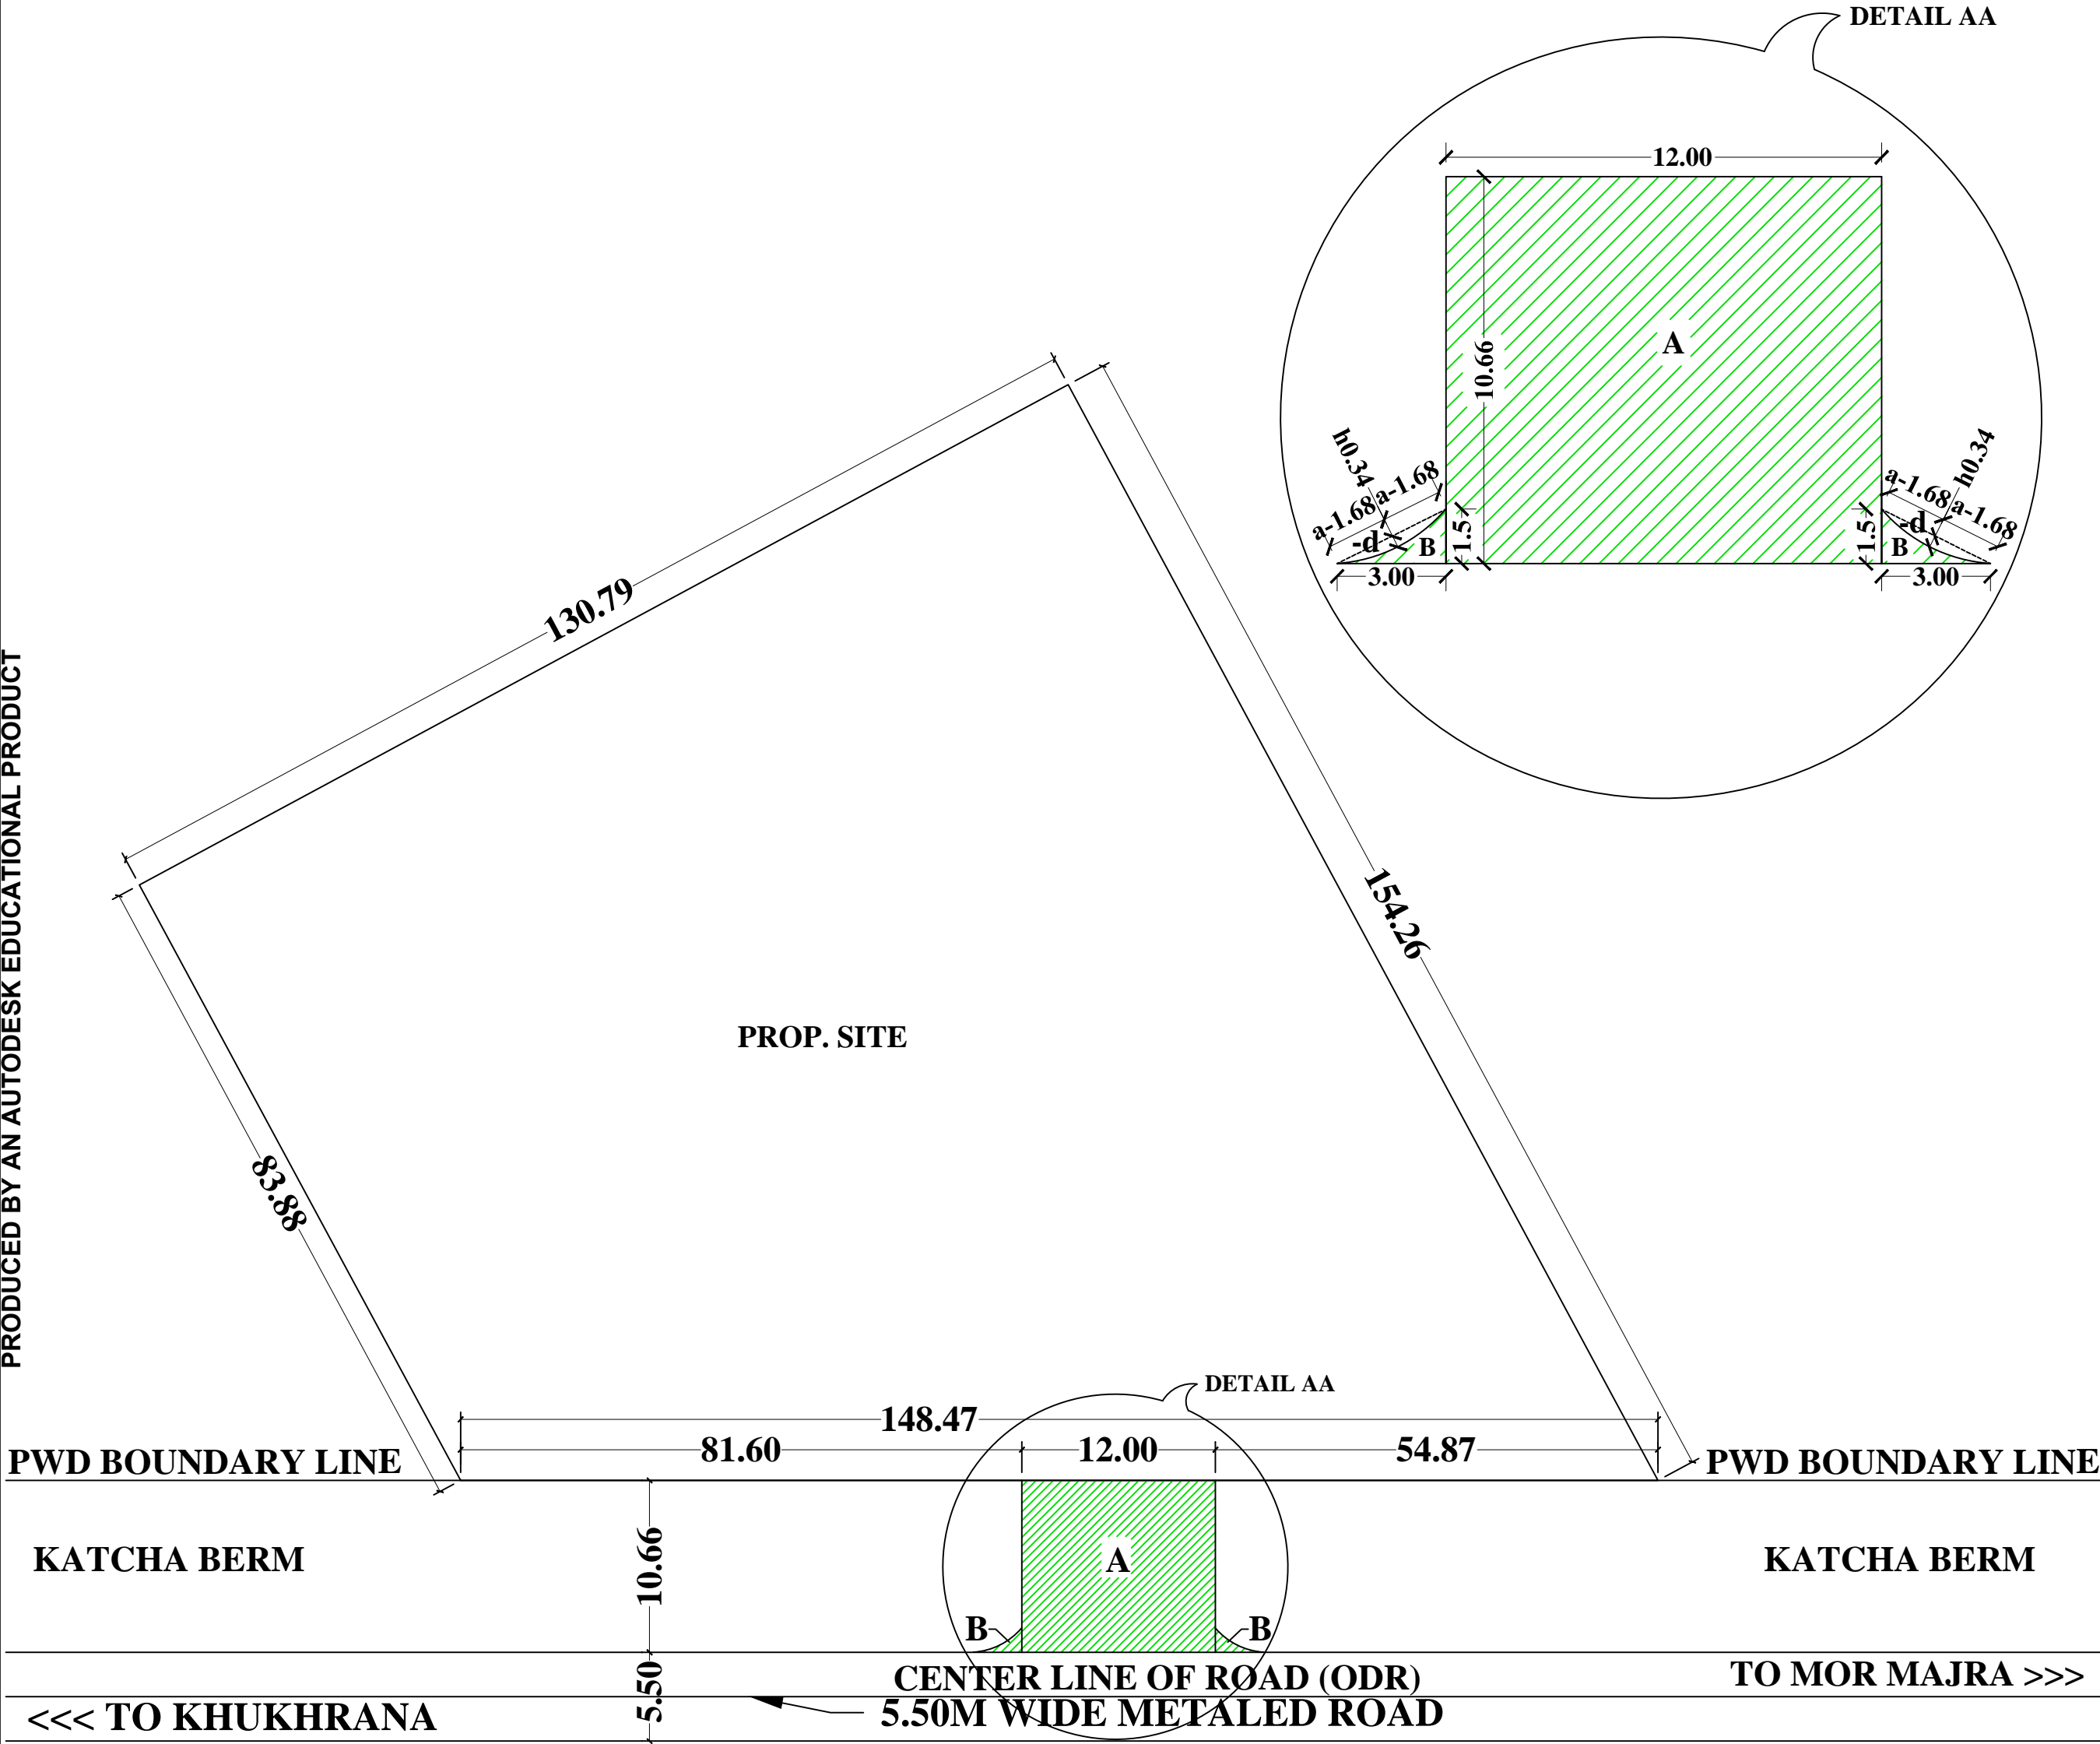 DETAIL AA
12.00
A
10.66
h0.34
a-1.68
a-1.68
-d
B
1.5
3.00
h0.34
a-1.68
a-1.68
-d
B
1.5
3.00
130.79
154.26
83.88
PROP. SITE
PRODUCED BY AN AUTODESK EDUCATIONAL PRODUCT
DETAIL AA
148.47
81.60
12.00
54.87
PWD BOUNDARY LINE
PWD BOUNDARY LINE
KATCHA BERM
10.66
A
KATCHA BERM
B
B
CENTER LINE OF ROAD (ODR)
TO MOR MAJRA >>>
5.50
<<< TO KHUKHRANA
5.50M WIDE METALED ROAD